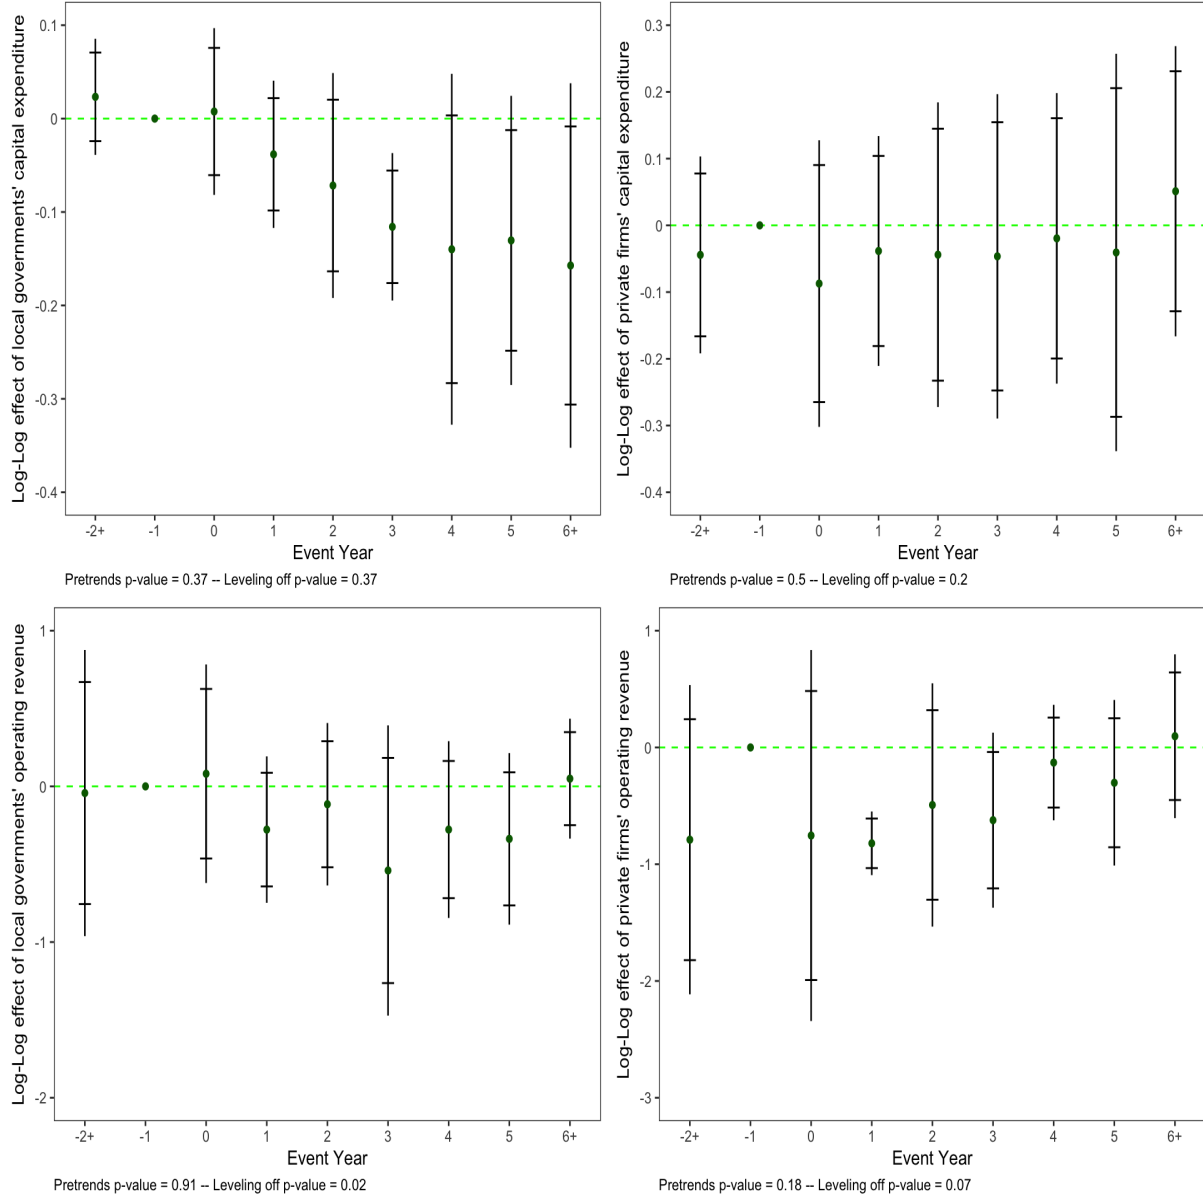 Log-Log effect of local governments' capital expenditure
0.1
0
-0.1
-0.2
-0.3
-0.4
-2+ -1 0 1 2 3 4 5 6+
Event Year
Pretrends p-value = 0.37 -- Leveling off p-value = 0.37
Log-Log effect of private firms' capital expenditure
0.3
0.2
0.1
0
-0.1
-0.2
-0.3
-0.4
-2+ -1 0 1 2 3 4 5 6+
Event Year
Pretrends p-value = 0.5 -- Leveling off p-value = 0.2
Log-Log effect of local governments' operating revenue
1
0
-1
-2
-2+ -1 0 1 2 3 4 5 6+
Event Year
Pretrends p-value = 0.91 -- Leveling off p-value = 0.02
Log-Log effect of private firms' operating revenue
1
0
-1
-2
-3
-2+ -1 0 1 2 3 4 5 6+
Event Year
Pretrends p-value = 0.18 -- Leveling off p-value = 0.07